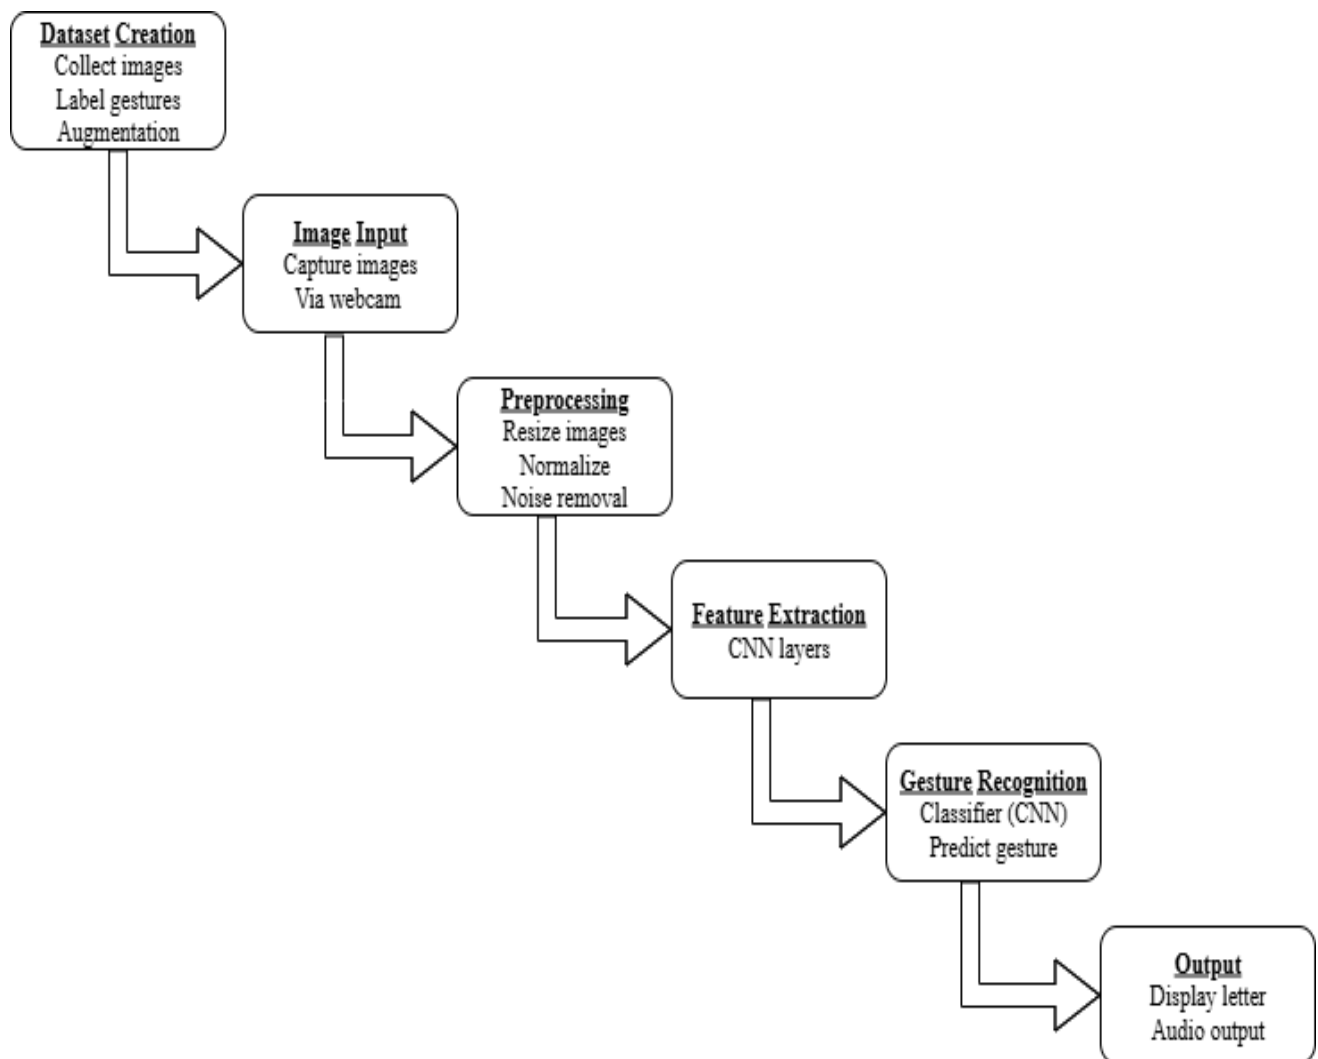 Dataset Creation
Collect images
Label gestures
Augmentation
Image Input
Capture images
Via webcam
Preprocessing
Resize images
Normalize
Noise removal
Feature Extraction
CNN layers
Gesture Recognition
Classifier (CNN)
Predict gesture
Output
Display letter
Audio output